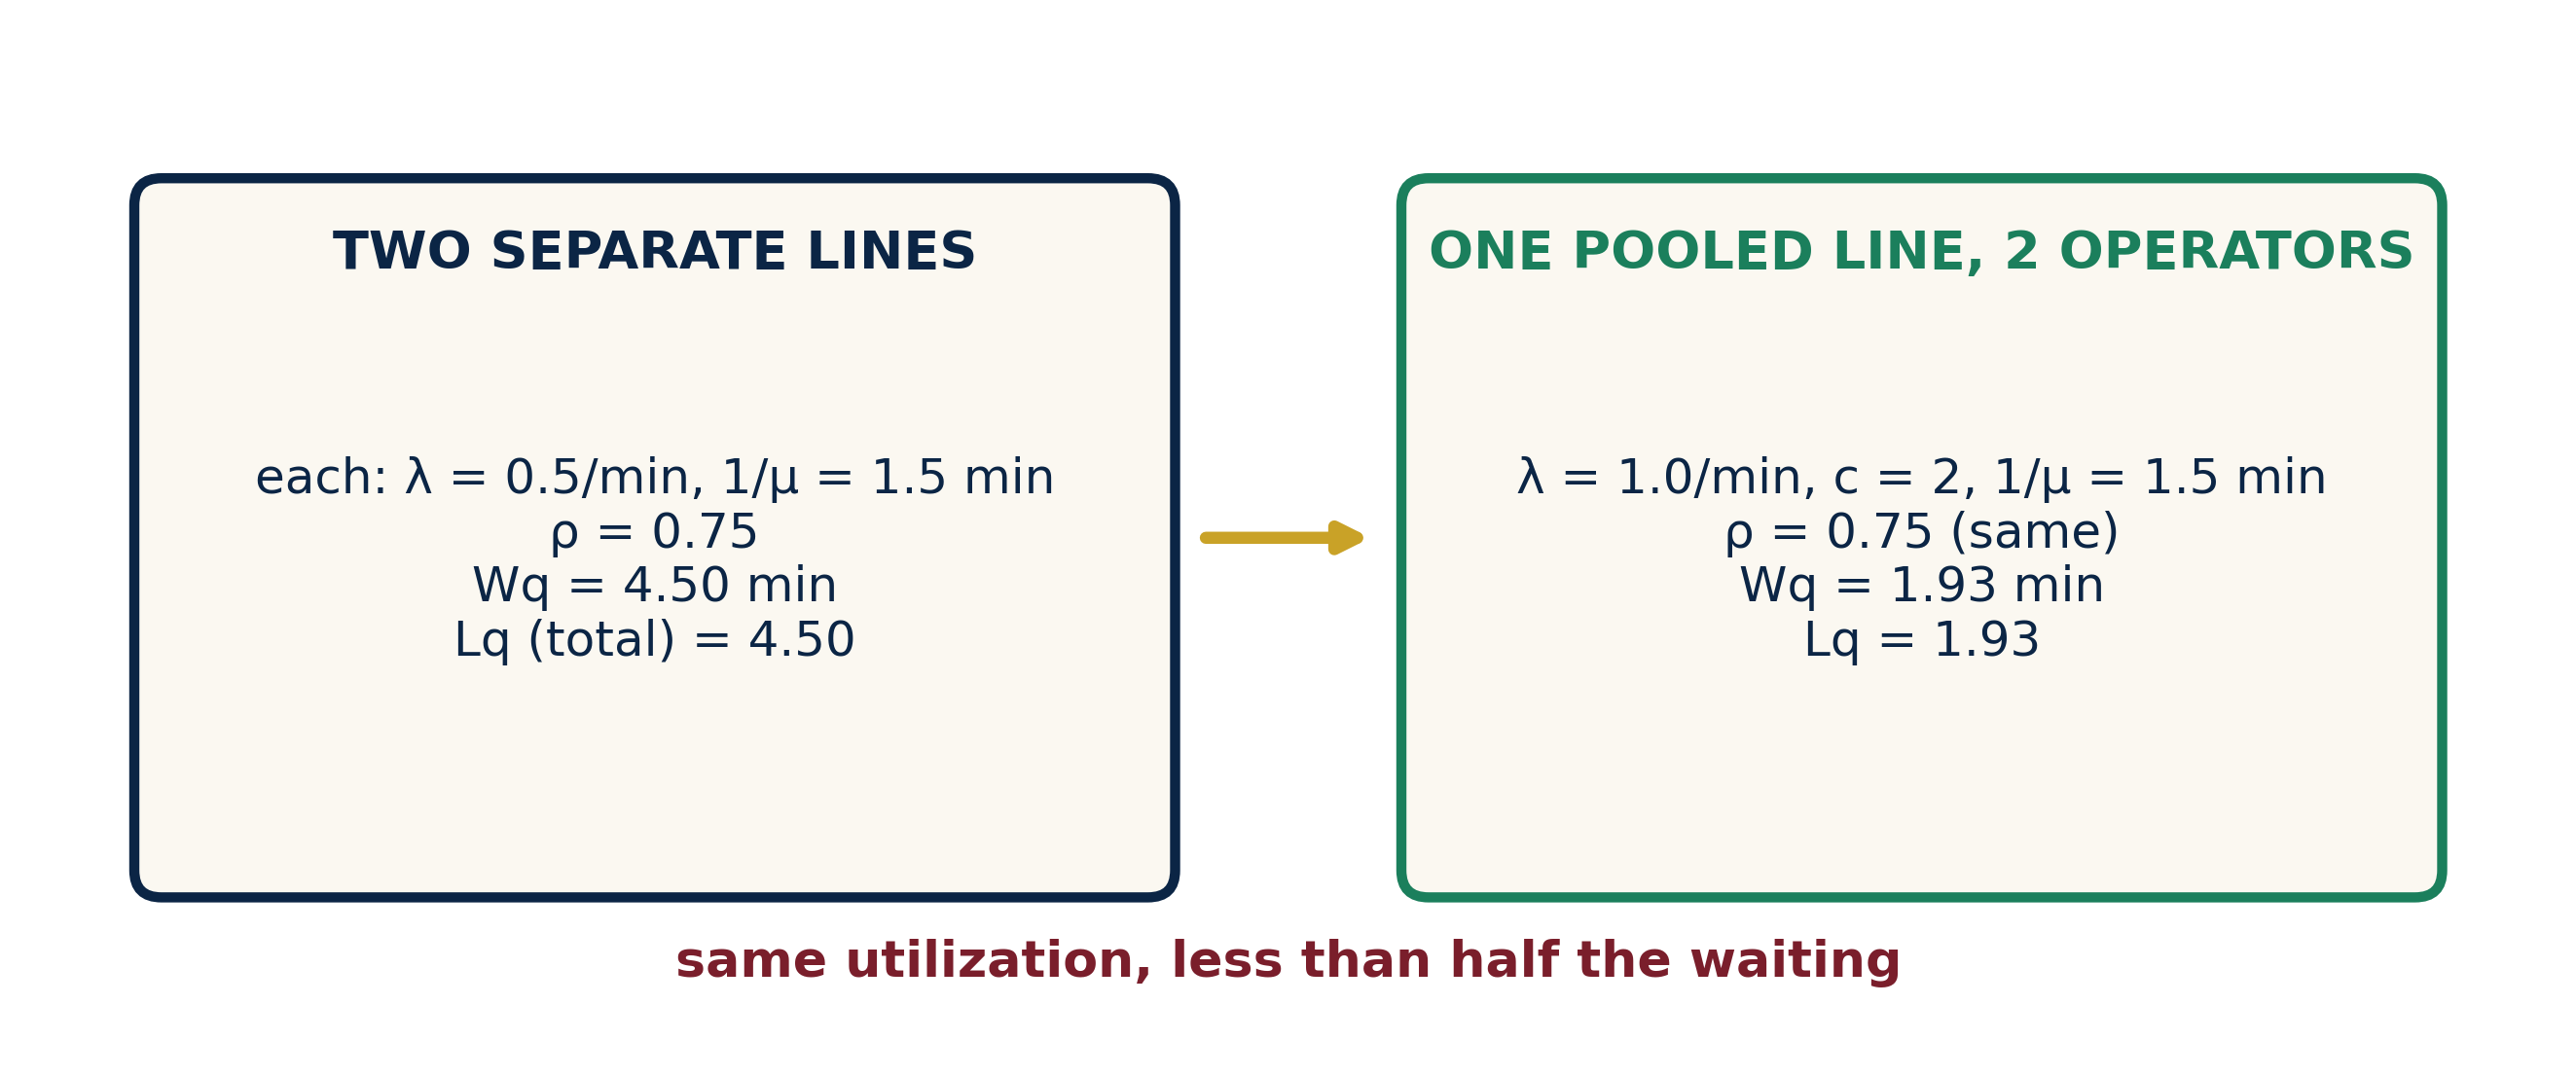 TWO SEPARATE LINES
each: λ = 0.5/min, 1/μ = 1.5 min
ρ = 0.75
Wq = 4.50 min
Lq (total) = 4.50
ONE POOLED LINE, 2 OPERATORS
λ = 1.0/min, c = 2, 1/μ = 1.5 min
ρ = 0.75 (same)
Wq = 1.93 min
Lq = 1.93
same utilization, less than half the waiting